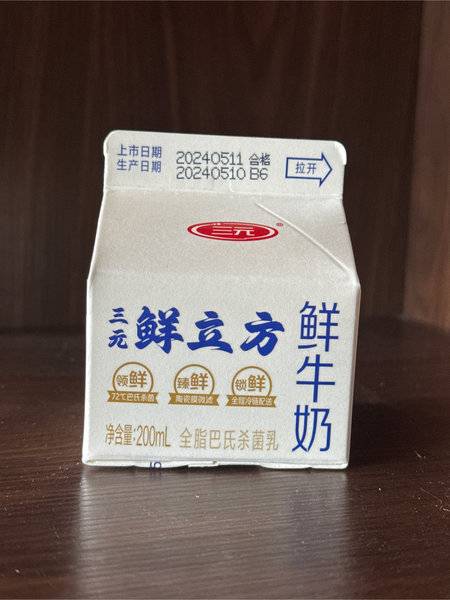 上市日期 20240511 合格
生产日期 20240510 B6
拉开
三元®
三元 鲜立方
鲜牛奶
领鲜 臻鲜 锁鲜
72℃巴氏杀菌 陶瓷膜微滤 全程冷链配送
净含量:200mL 全脂巴氏杀菌乳